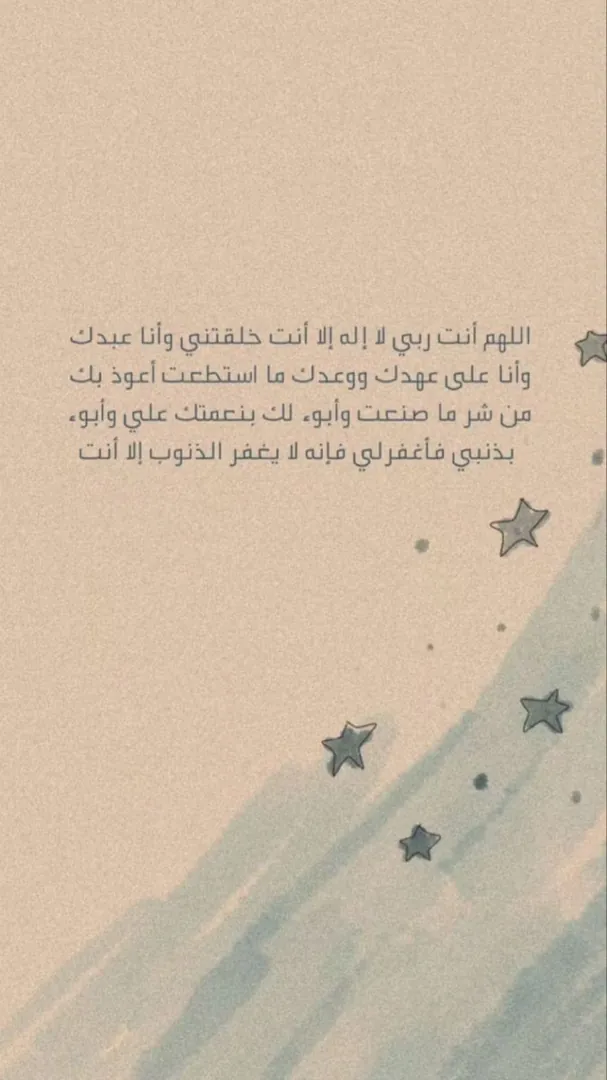 اللهم أنت ربي لا إله إلا أنت خلقتني وأنا عبدك
وأنا على عهدك ووعدك ما استطعت أعوذ بك
من شر ما صنعت وأبوء لك بنعمتك علي وأبوء
بذنبي فأغفرلي فإنه لا يغفر الذنوب إلا أنت